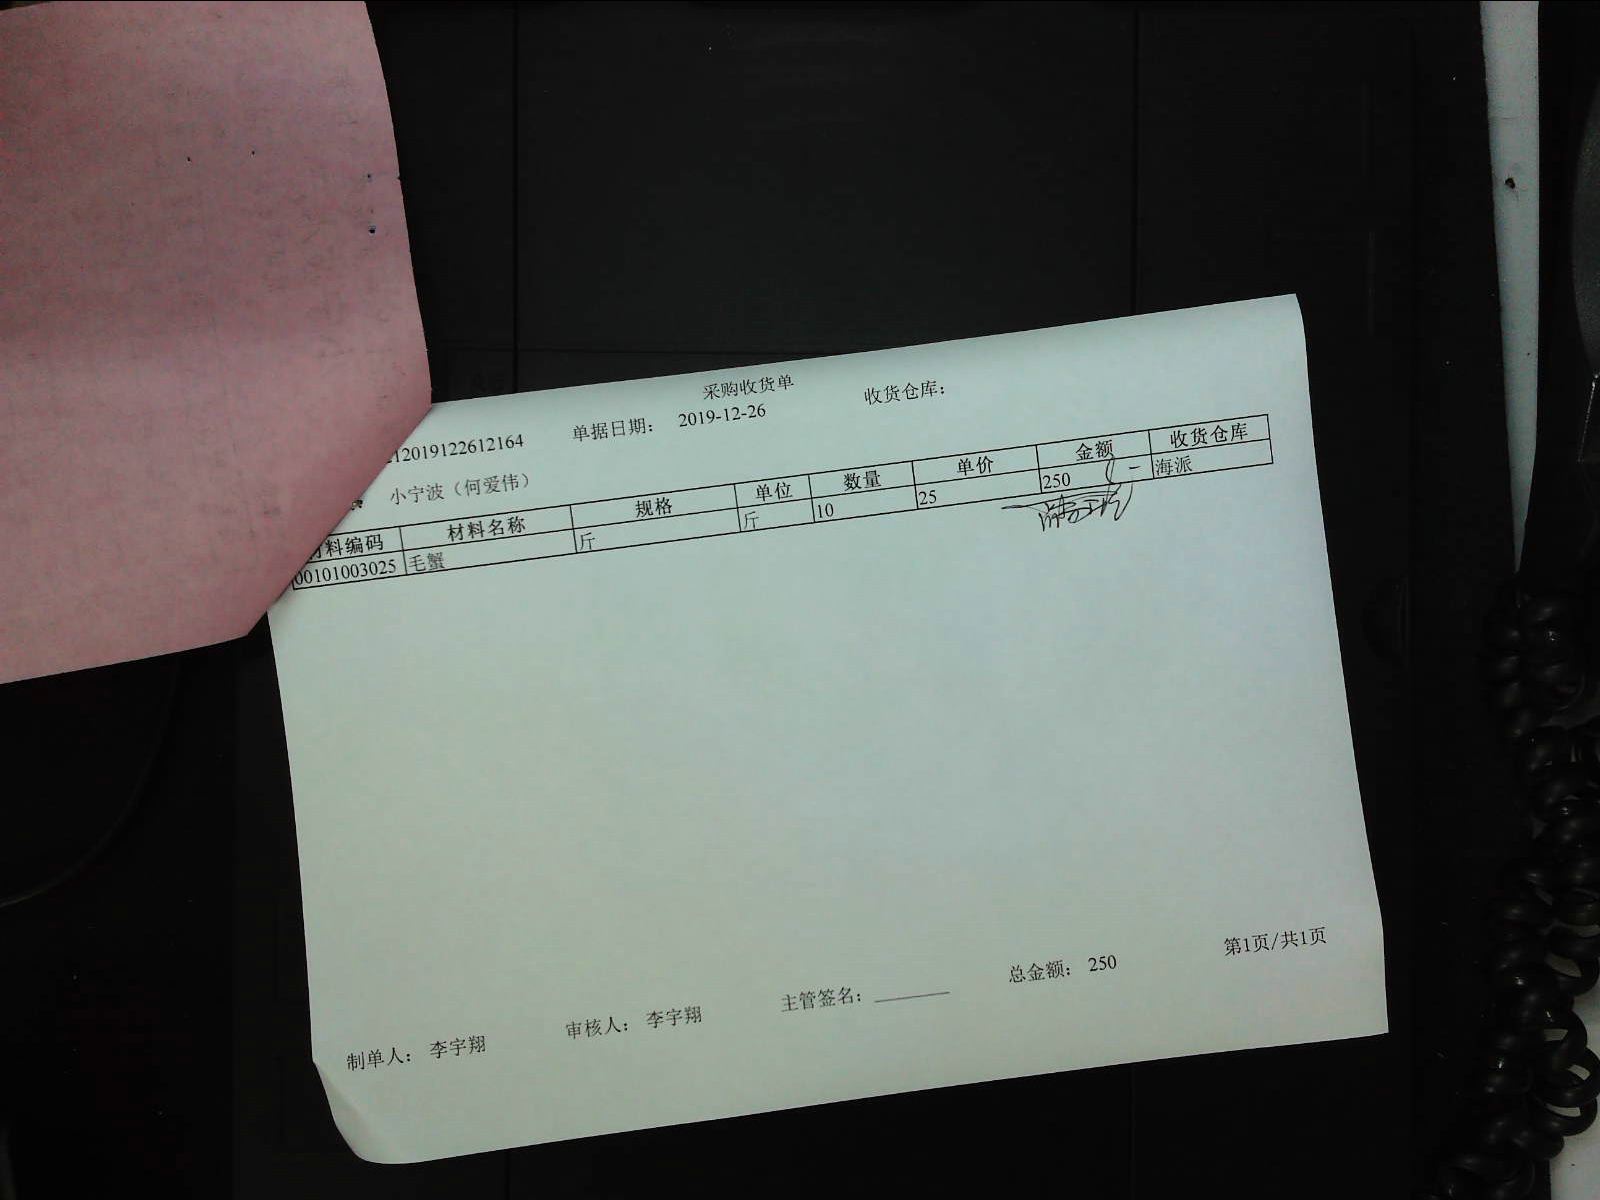 采购收货单
12019122612164 单据日期： 2019-12-26 收货仓库：
小宁波（何爱伟）
料编码 材料名称 规格 单位 数量 单价 金额 收货仓库
00101003025 毛蟹 斤 斤 10 25 250 海派
制单人： 李宇翔 审核人： 李宇翔 主管签名： 总金额： 250 第1页/共1页